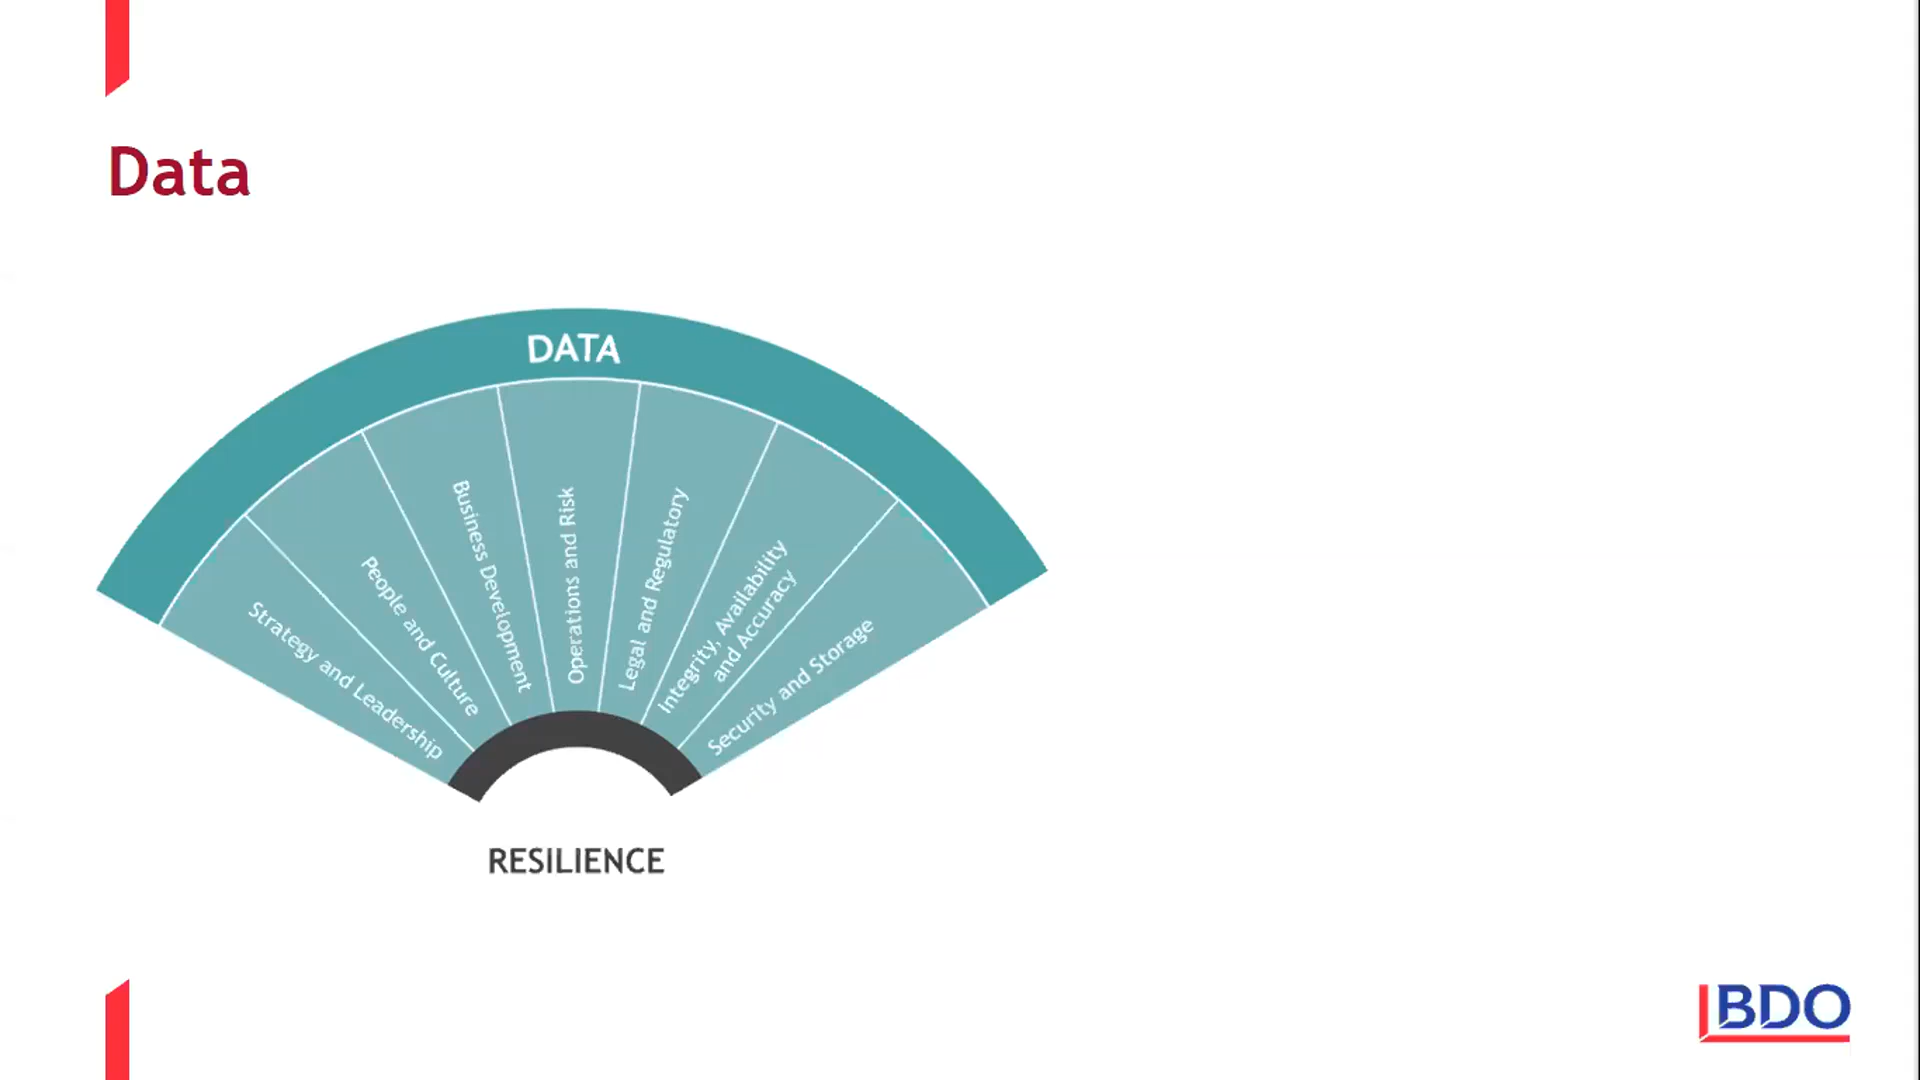 Data
DATA
Strategy and Leadership
People and Culture
Business Development
Operations and Risk
Legal and Regulatory
Integrity, Availability
and Accuracy
Security and Storage
RESILIENCE
BDO